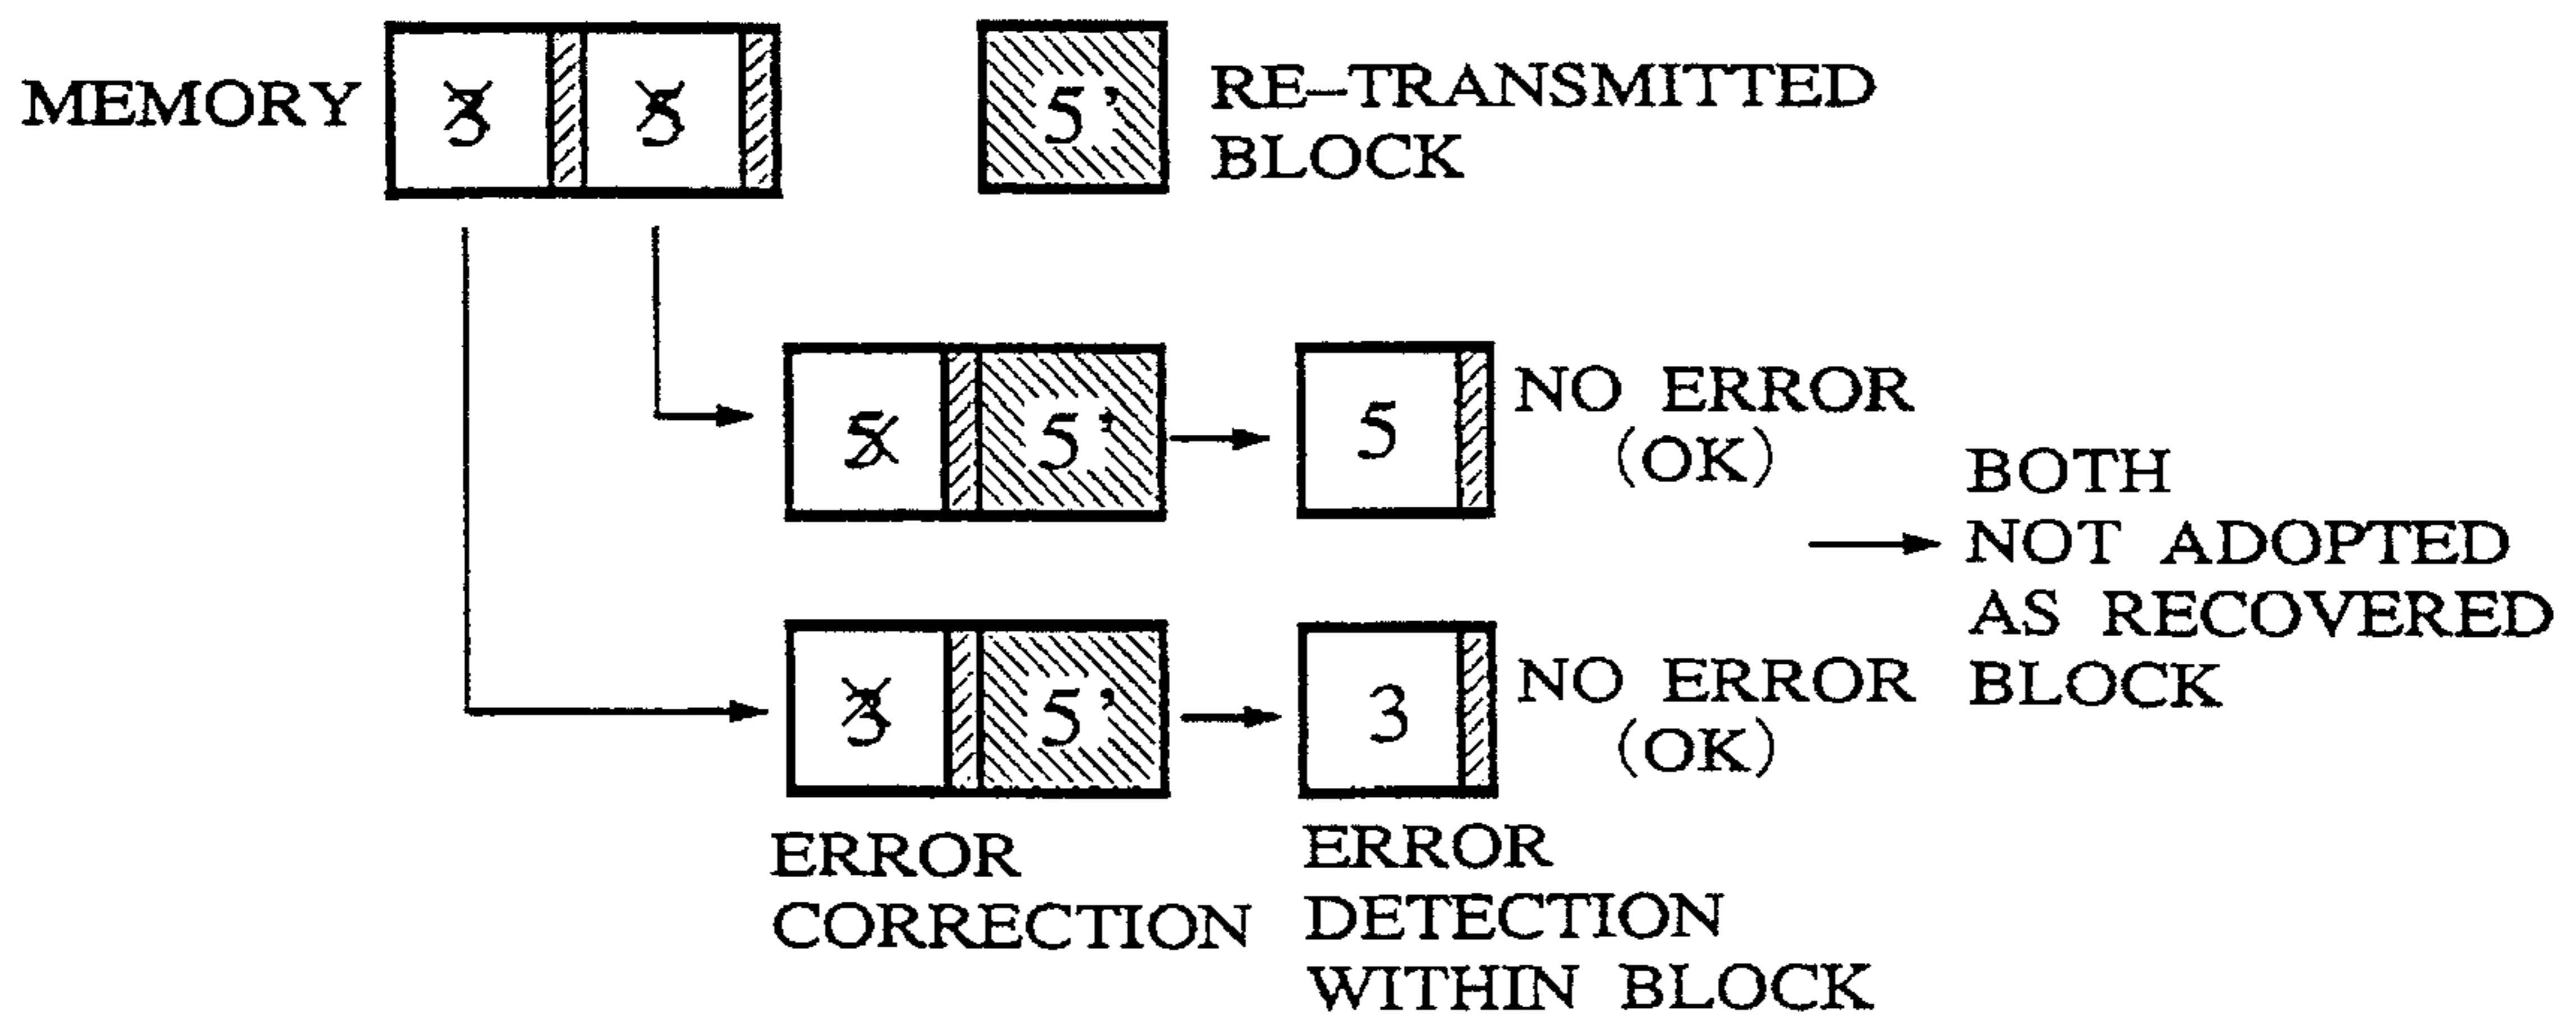 MEMORY
3
5
5'
RE-TRANSMITTED
BLOCK
5
5'
5
NO ERROR
(OK)
3
5'
3
NO ERROR
(OK)
BOTH
NOT ADOPTED
AS RECOVERED
BLOCK
ERROR
CORRECTION
ERROR
DETECTION
WITHIN BLOCK